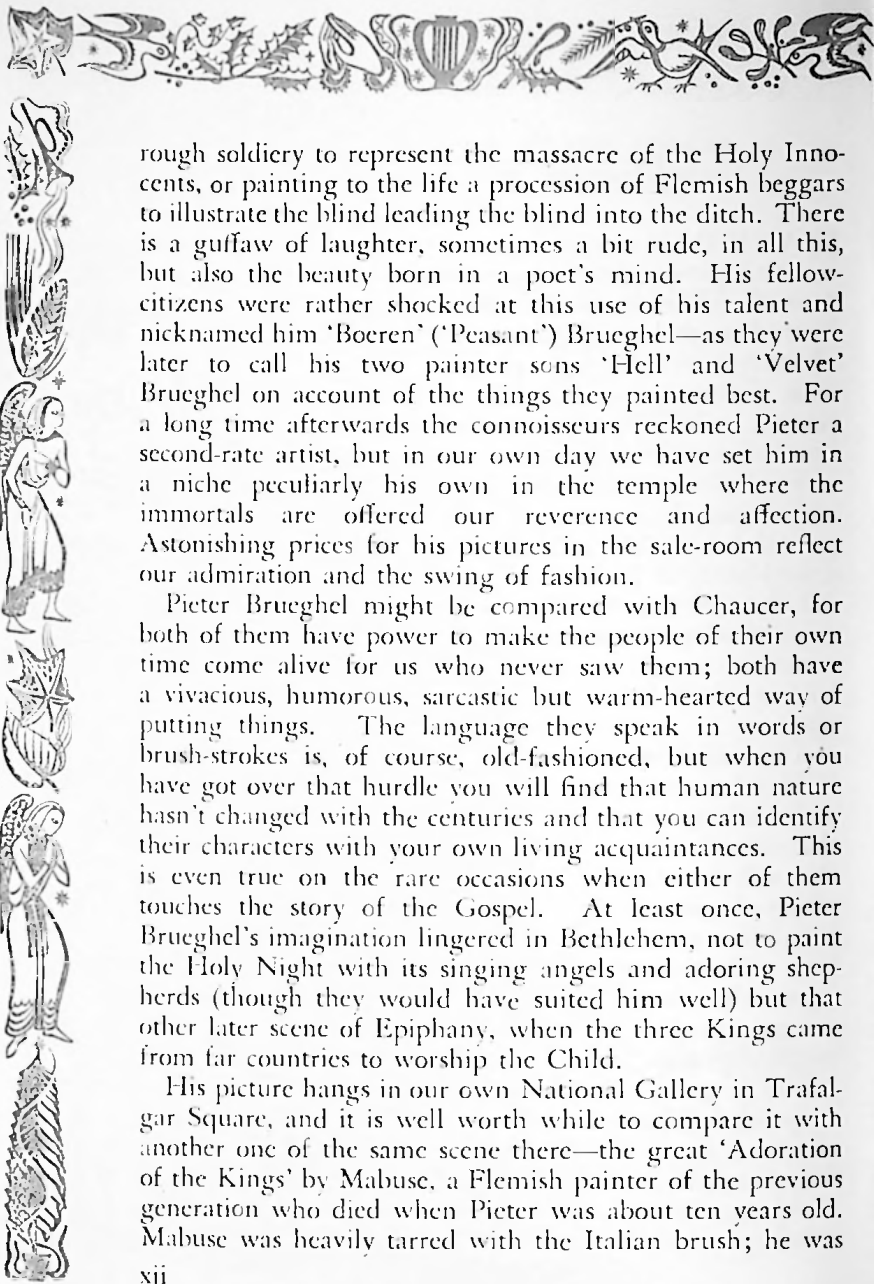 rough soldiery to represent the massacre of the Holy Inno-
cents, or painting to the life a procession of Flemish beggars
to illustrate the blind leading the blind into the ditch. There
is a guffaw of laughter, sometimes a bit rude, in all this,
but also the beauty born in a poet's mind. His fellow-
citizens were rather shocked at this use of his talent and
nicknamed him ‘Boeren’ (‘Peasant’) Brueghel—as they were
later to call his two painter sons ‘Hell’ and ‘Velvet’
Brueghel on account of the things they painted best. For
a long time afterwards the connoisseurs reckoned Pieter a
second-rate artist, but in our own day we have set him in
a niche peculiarly his own in the temple where the
immortals are offered our reverence and affection.
Astonishing prices for his pictures in the sale-room reflect
our admiration and the swing of fashion.
Pieter Brueghel might be compared with Chaucer, for
both of them have power to make the people of their own
time come alive for us who never saw them; both have
a vivacious, humorous, sarcastic but warm-hearted way of
putting things. The language they speak in words or
brush-strokes is, of course, old-fashioned, but when you
have got over that hurdle you will find that human nature
hasn't changed with the centuries and that you can identify
their characters with your own living acquaintances. This
is even true on the rare occasions when either of them
touches the story of the Gospel. At least once, Pieter
Brueghel's imagination lingered in Bethlehem, not to paint
the Holy Night with its singing angels and adoring shep-
herds (though they would have suited him well) but that
other later scene of Epiphany, when the three Kings came
from far countries to worship the Child.
His picture hangs in our own National Gallery in Trafal-
gar Square, and it is well worth while to compare it with
another one of the same scene there—the great ‘Adoration
of the Kings’ by Mabuse, a Flemish painter of the previous
generation who died when Pieter was about ten years old.
Mabuse was heavily tarred with the Italian brush; he was
xii